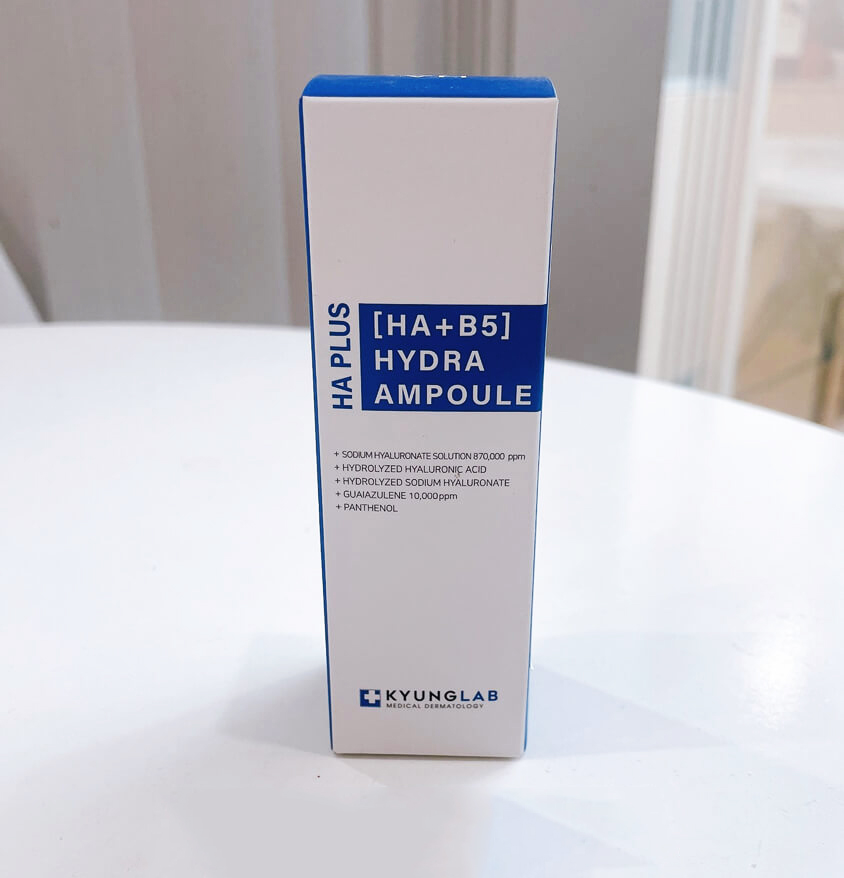 HA PLUS
[HA+B5]
HYDRA
AMPOULE
+ SODIUM HYALURONATE SOLUTION 870,000 ppm
+ HYDROLYZED HYALURONIC ACID
+ HYDROLYZED SODIUM HYALURONATE
+ GUAIAZULENE 10,000ppm
+ PANTHENOL
KYUNGLAB
MEDICAL DERMATOLOGY